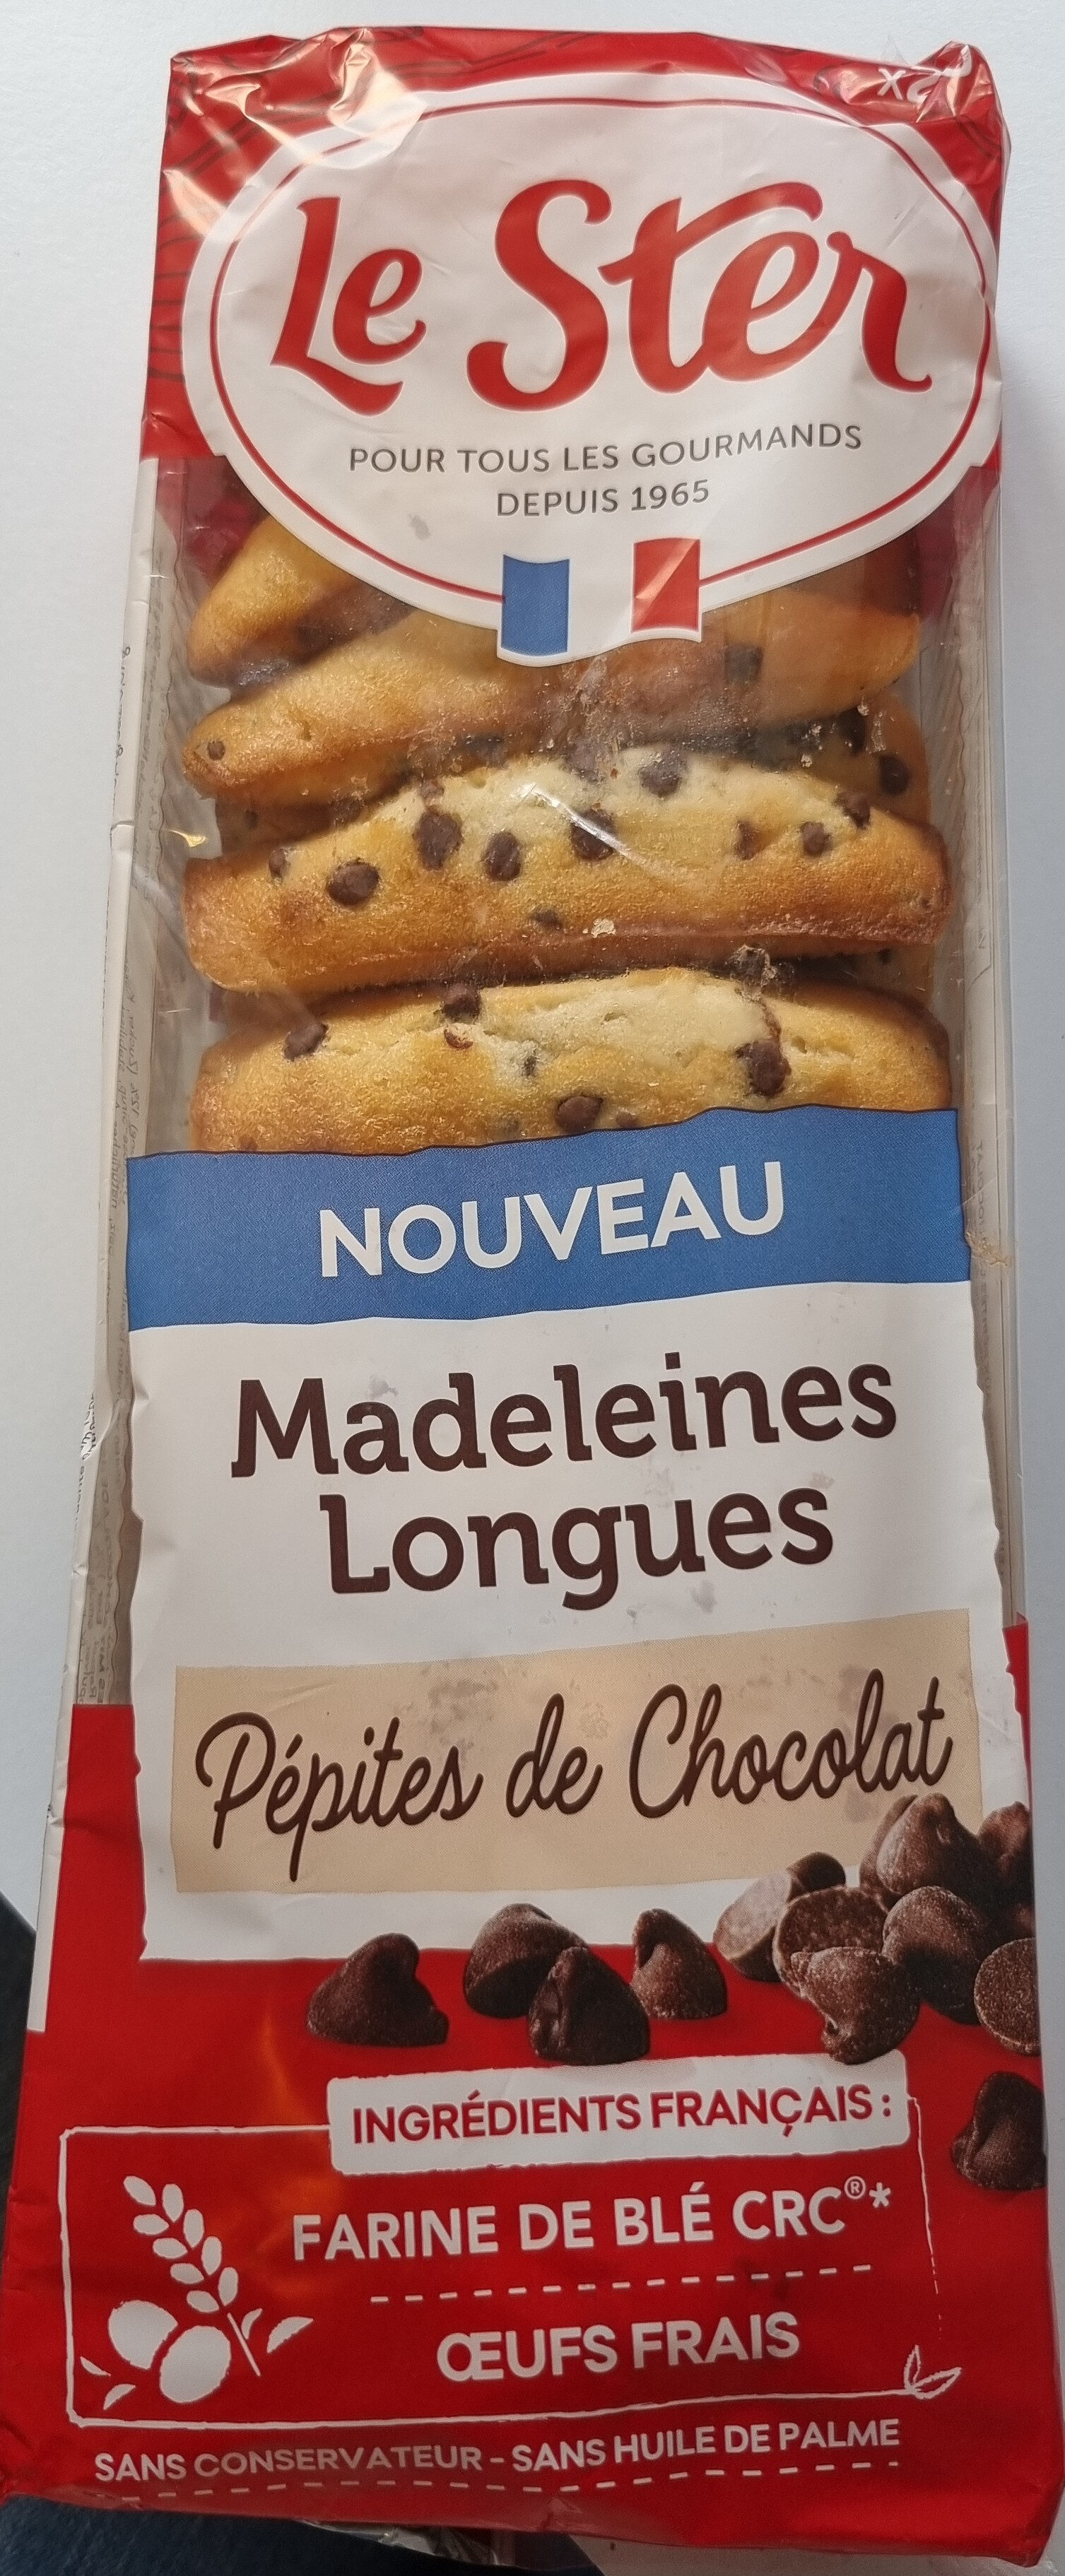 Le Ster
POUR TOUS LES GOURMANDS
DEPUIS 1965
NOUVEAU
Madeleines
Longues
Pépites de Chocolat
INGRÉDIENTS FRANÇAIS :
FARINE DE BLÉ CRC®*
ŒUFS FRAIS
SANS CONSERVATEUR - SANS HUILE DE PALME